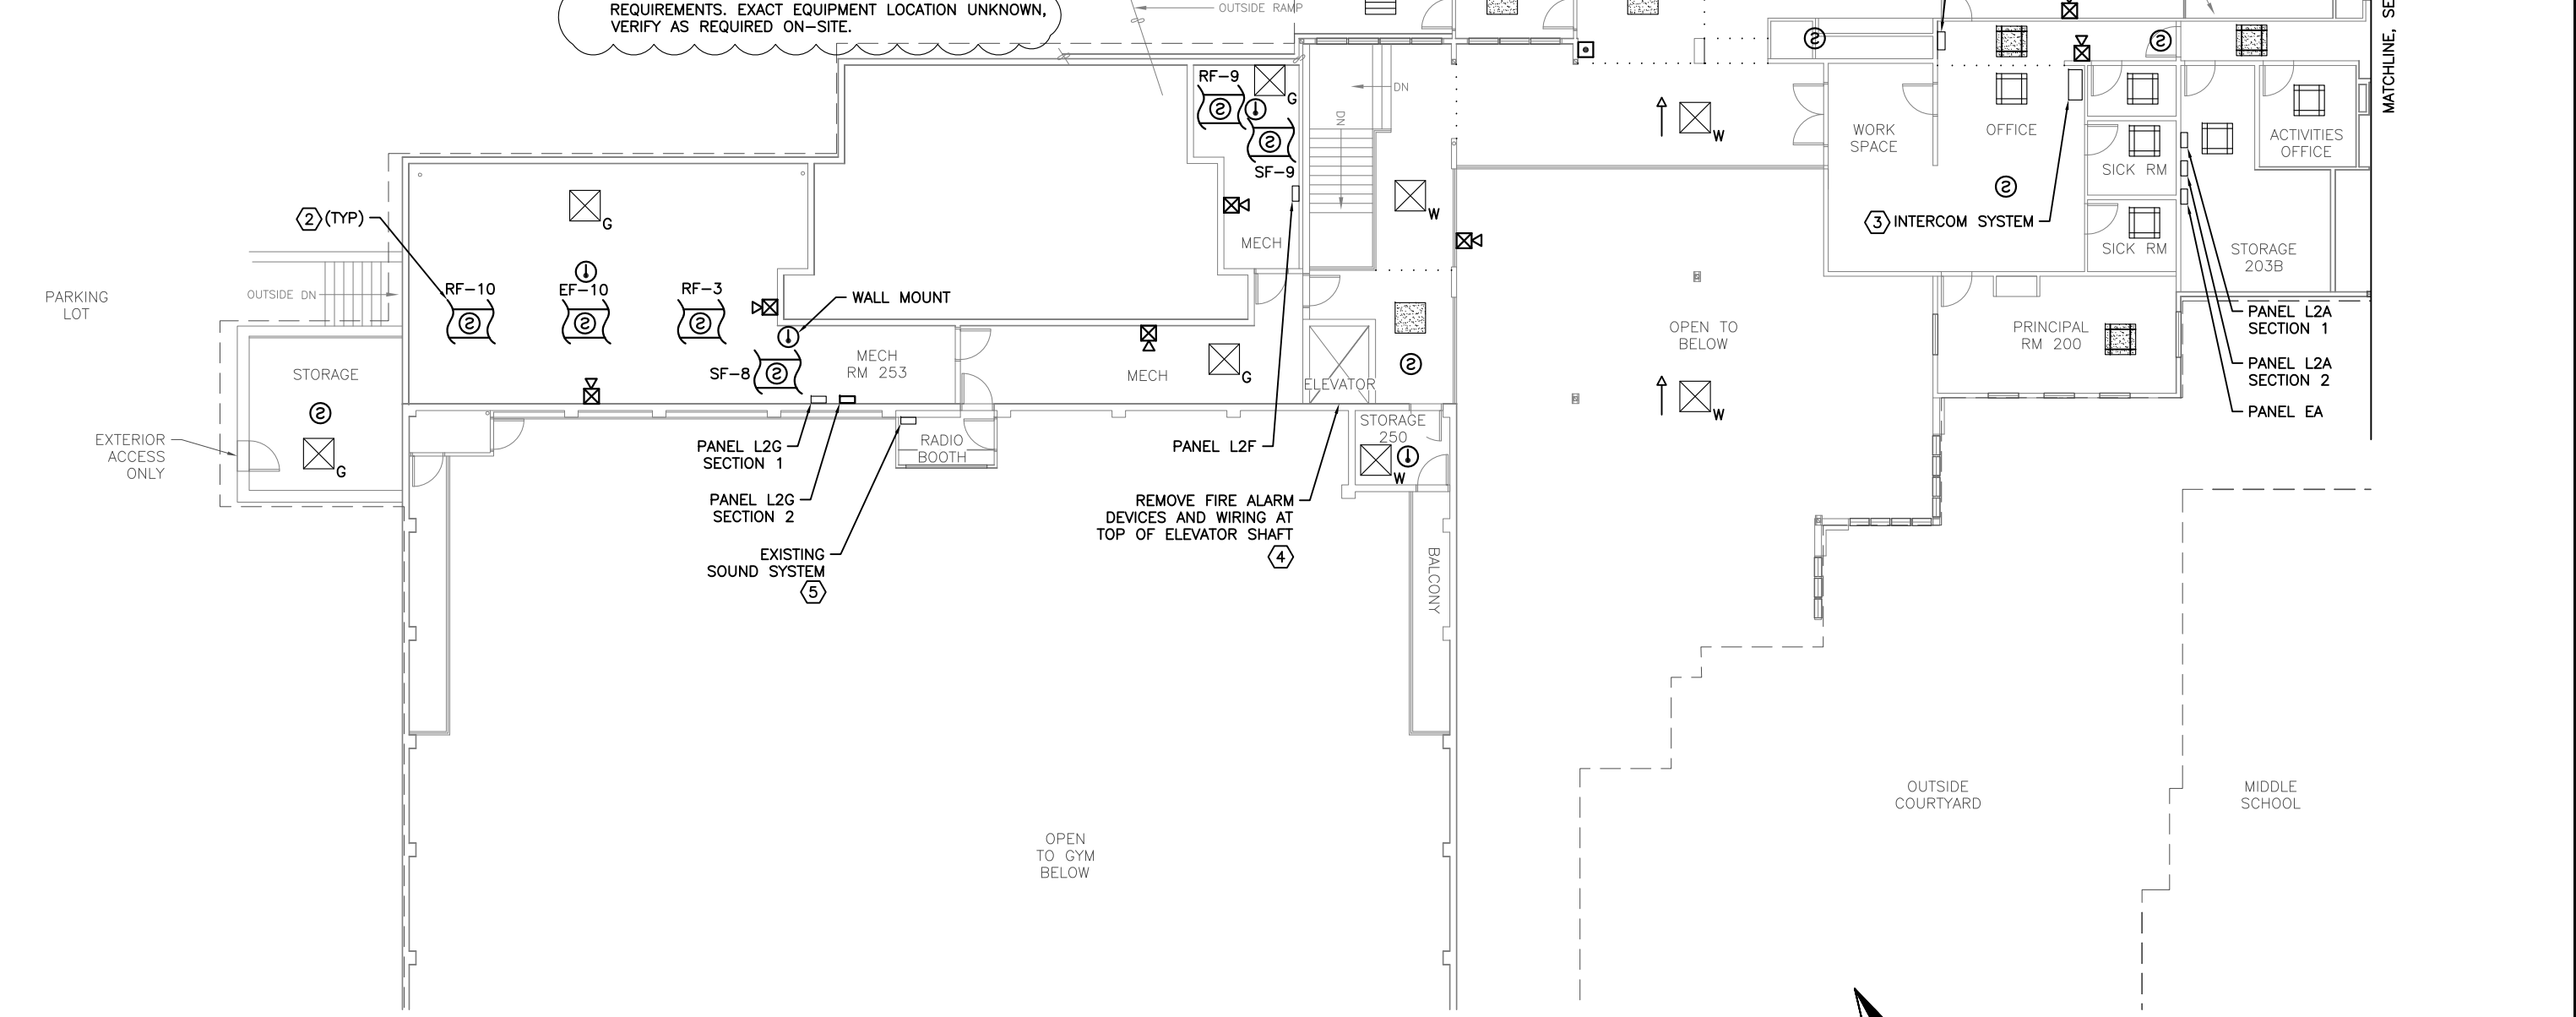 REQUIREMENTS. EXACT EQUIPMENT LOCATION UNKNOWN,
VERIFY AS REQUIRED ON-SITE.
OUTSIDE RAMP
MATCHLINE, SE
RF-9
G
SF-9
MECH
DN
DN
W
W
WORK
SPACE
OFFICE
SICK RM
SICK RM
ACTIVITIES
OFFICE
STORAGE
203B
3 INTERCOM SYSTEM
2 (TYP)
G
OUTSIDE DN
PARKING
LOT
RF-10
EF-10
RF-3
WALL MOUNT
SF-8
MECH
RM 253
MECH
G
ELEVATOR
OPEN TO
BELOW
W
PRINCIPAL
RM 200
PANEL L2A
SECTION 1
PANEL L2A
SECTION 2
PANEL EA
STORAGE
S
G
EXTERIOR
ACCESS
ONLY
PANEL L2G
SECTION 1
PANEL L2G
SECTION 2
EXISTING
SOUND SYSTEM
5
RADIO
BOOTH
PANEL L2F
STORAGE
250
W
REMOVE FIRE ALARM
DEVICES AND WIRING AT
TOP OF ELEVATOR SHAFT
4
BALCONY
OPEN
TO GYM
BELOW
OUTSIDE
COURTYARD
MIDDLE
SCHOOL